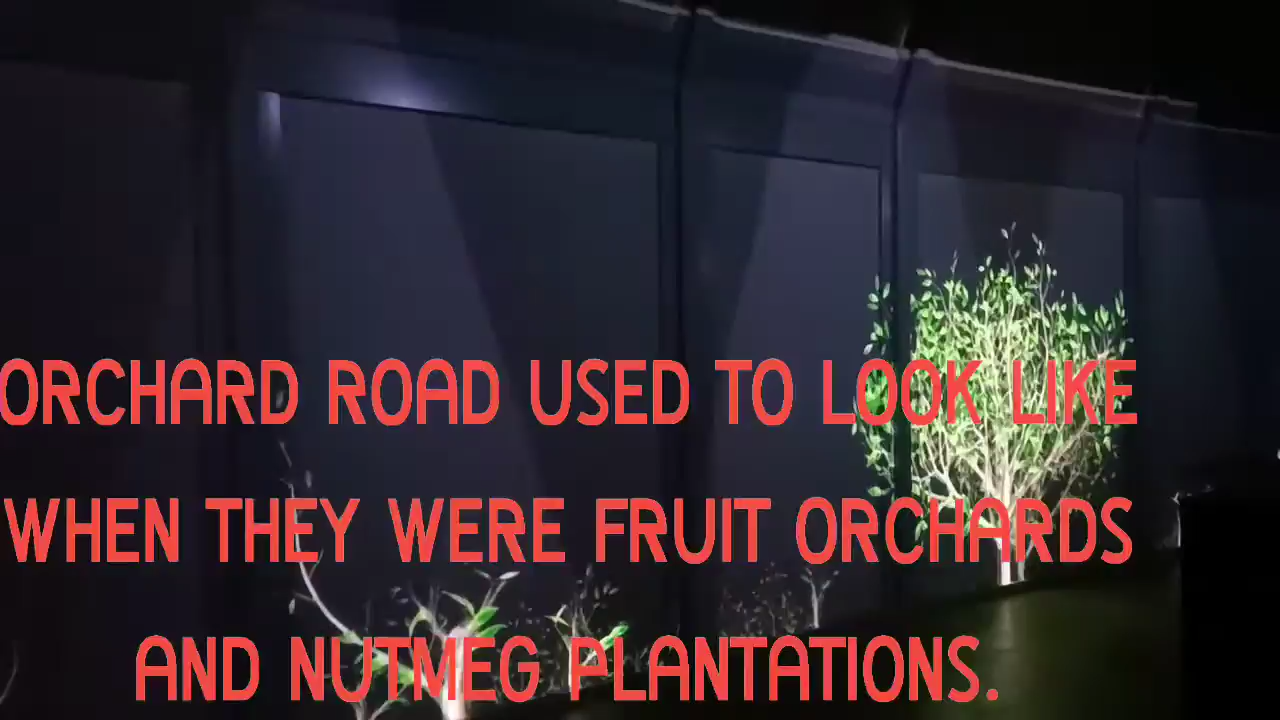 ORCHARD ROAD USED TO LOOK LIKE
WHEN THEY WERE FRUIT ORCHARDS
AND NUTMEG PLANTATIONS.